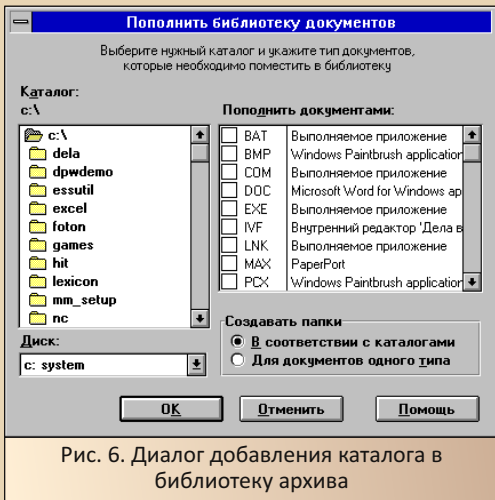 Пополнить библиотеку документов
Выберите нужный каталог и укажите тип документов,
которые необходимо поместить в библиотеку
Каталог:
c:\
Пополнить документами:
c:\
dela
dpwdemo
essutil
excel
foton
games
hit
lexicon
mm_setup
nc
BAT Выполняемое приложение
BMP Windows Paintbrush application
COM Выполняемое приложение
DOC Microsoft Word for Windows ap
EXE Выполняемое приложение
IVF Внутренний редактор 'Дела в
LNK Выполняемое приложение
MAX PaperPort
PCX Windows Paintbrush application
Диск:
c: system
Создавать папки
В соответствии с каталогами
Для документов одного типа
OK
Отменить
Помощь
Рис. 6. Диалог добавления каталога в
библиотеку архива